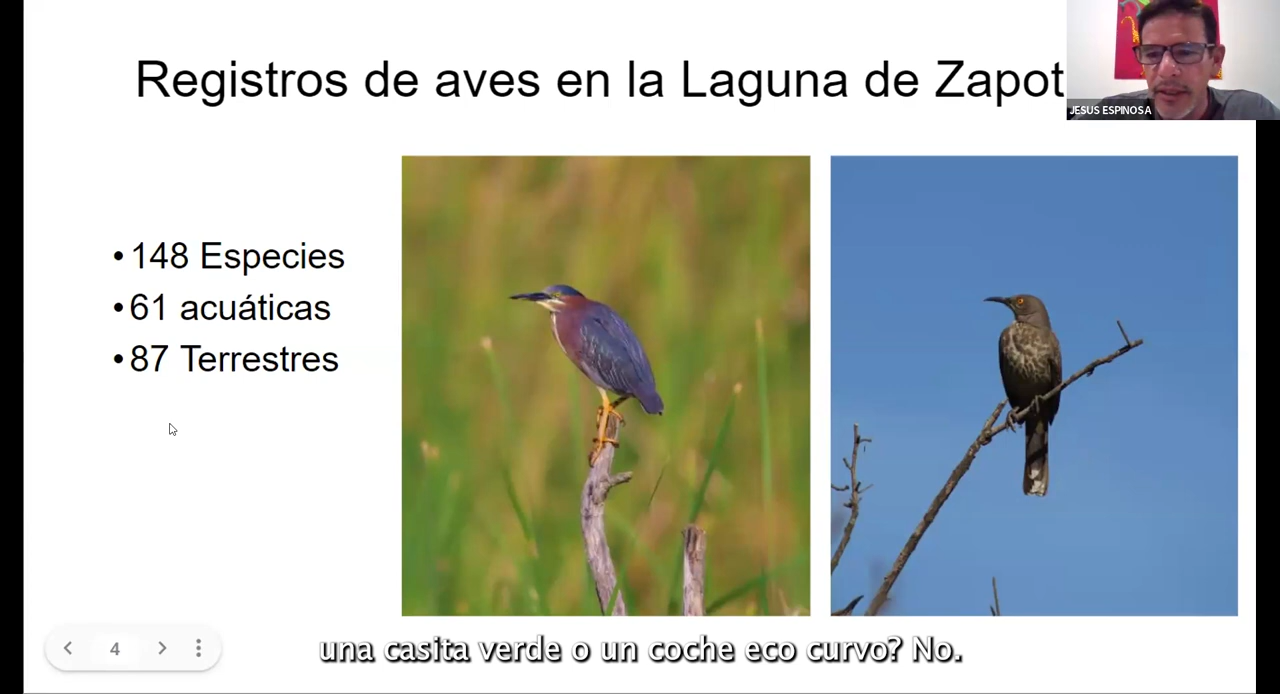 Registros de aves en la Laguna de Zapot
JESUS ESPINOSA
• 148 Especies
• 61 acuáticas
• 87 Terrestres
4
una casita verde o un coche eco curvo? No.